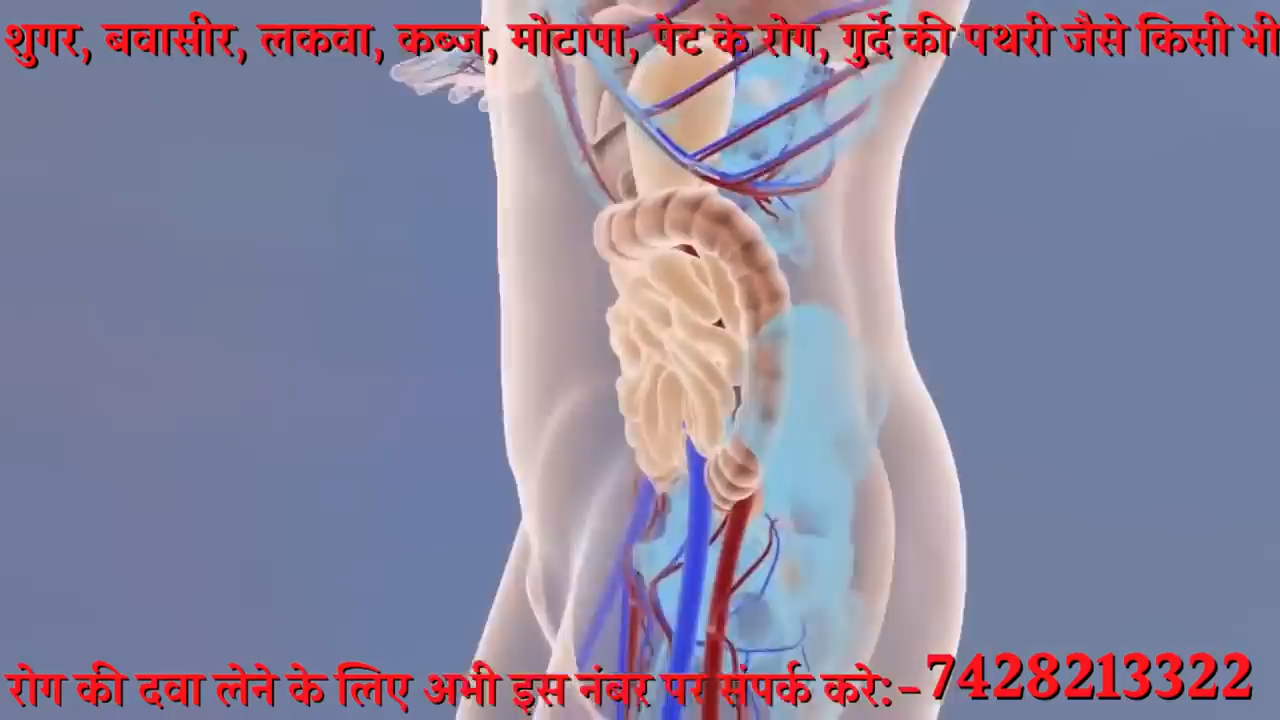 शुगर, बवासीर, लकवा, कब्ज, मोटापा, पेट के रोग, गुर्दे की पथरी जैसे किसी भी
रोग की दवा लेने के लिए अभी इस नंबर पर संपर्क करे:-7428213322